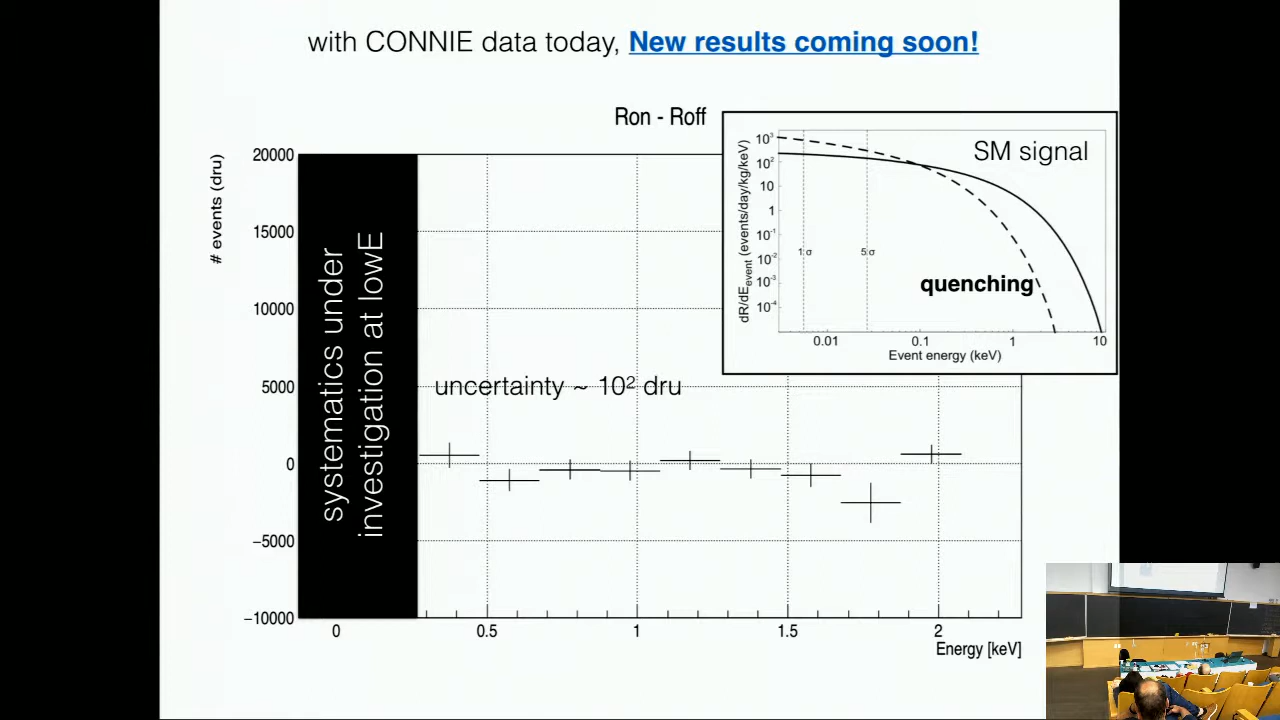 with CONNIE data today, New results coming soon!
Ron - Roff
# events (dru)
20000
15000
10000
5000
0
−5000
−10000
systematics under
investigation at lowE
uncertainty ~ 10² dru
0
0.5
1
1.5
2
Energy [keV]
SM signal
dR/dEevent (events/day/kg/keV)
10³
10²
10
1
10⁻¹
10⁻²
10⁻³
10⁻⁴
1 σ
5 σ
quenching
0.01
0.1
1
10
Event energy (keV)